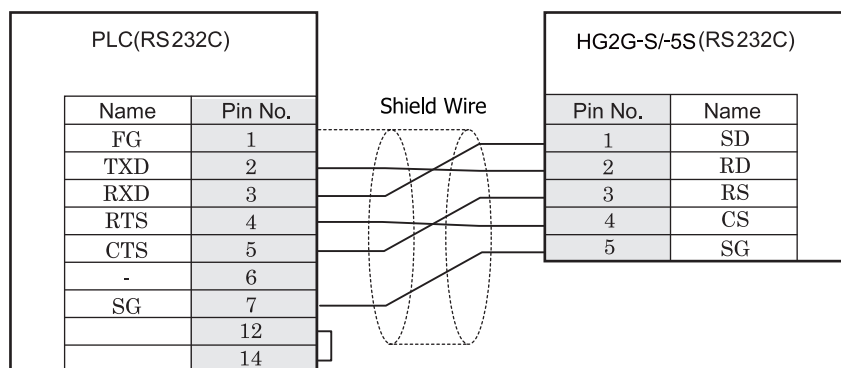 PLC(RS232C)
HG2G-S/-5S(RS232C)
Shield Wire
Name Pin No.
FG 1
TXD 2
RXD 3
RTS 4
CTS 5
- 6
SG 7
12
14
Pin No. Name
1 SD
2 RD
3 RS
4 CS
5 SG